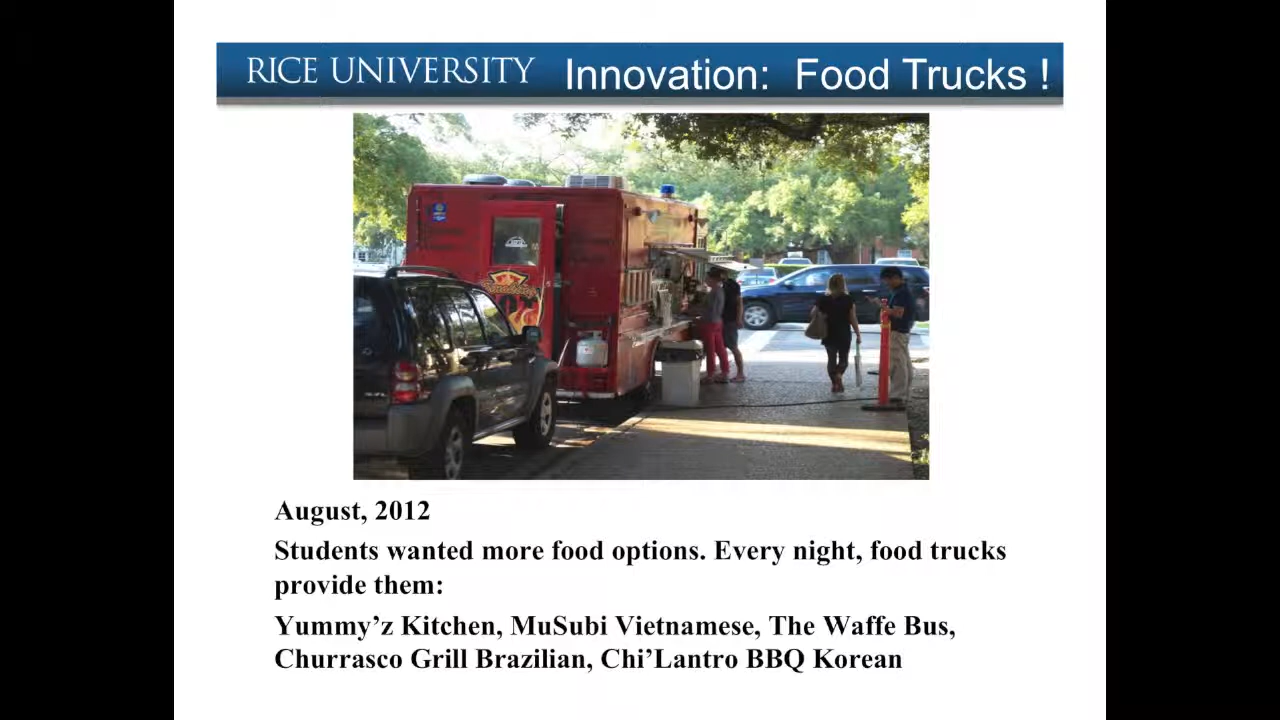 RICE UNIVERSITY Innovation: Food Trucks !
August, 2012
Students wanted more food options. Every night, food trucks
provide them:
Yummy’z Kitchen, MuSubi Vietnamese, The Waffe Bus,
Churrasco Grill Brazilian, Chi’Lantro BBQ Korean